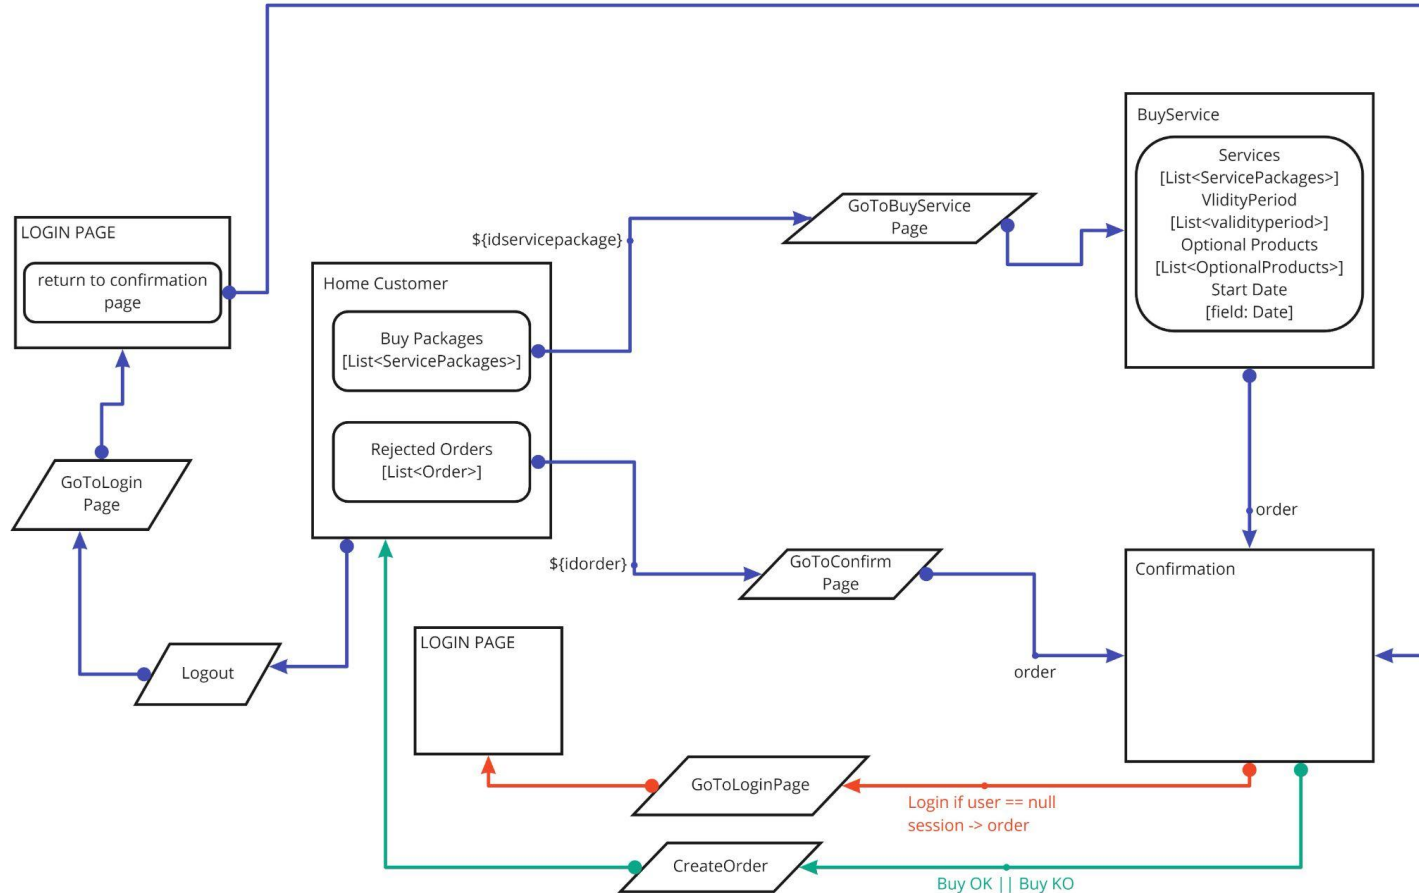 BuyService
Services
[List<ServicePackages>]
VlidityPeriod
[List<validityperiod>]
Optional Products
[List<OptionalProducts>]
Start Date
[field: Date]
GoToBuyService
Page
${idservicepackage}
LOGIN PAGE
return to confirmation
page
Home Customer
Buy Packages
[List<ServicePackages>]
Rejected Orders
[List<Order>]
GoToLogin
Page
order
${idorder}
GoToConfirm
Page
Confirmation
order
Logout
LOGIN PAGE
GoToLoginPage
Login if user == null
session -> order
CreateOrder
Buy OK || Buy KO